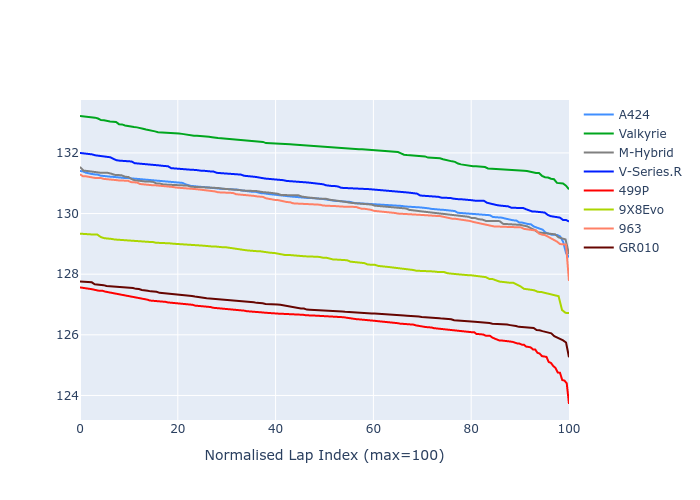 132
130
128
126
124
0
20
40
60
80
100
Normalised Lap Index (max=100)
A424
Valkyrie
M-Hybrid
V-Series.R
499P
9X8Evo
963
GR010